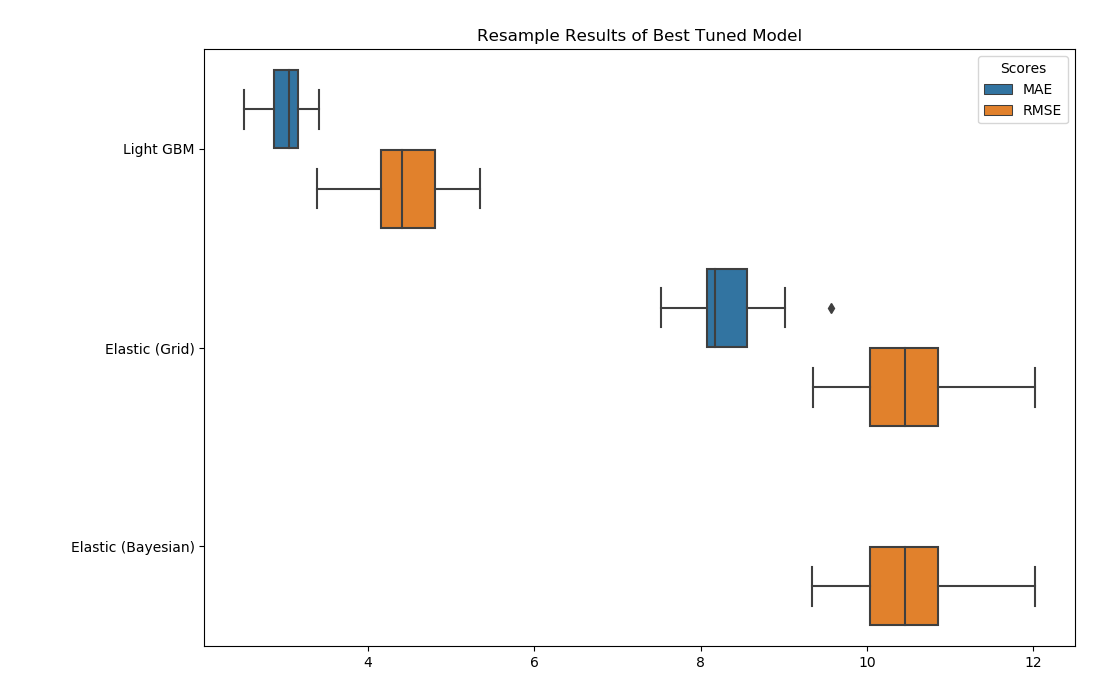 Resample Results of Best Tuned Model
Scores
MAE
RMSE
Light GBM
Elastic (Grid)
Elastic (Bayesian)
4 6 8 10 12